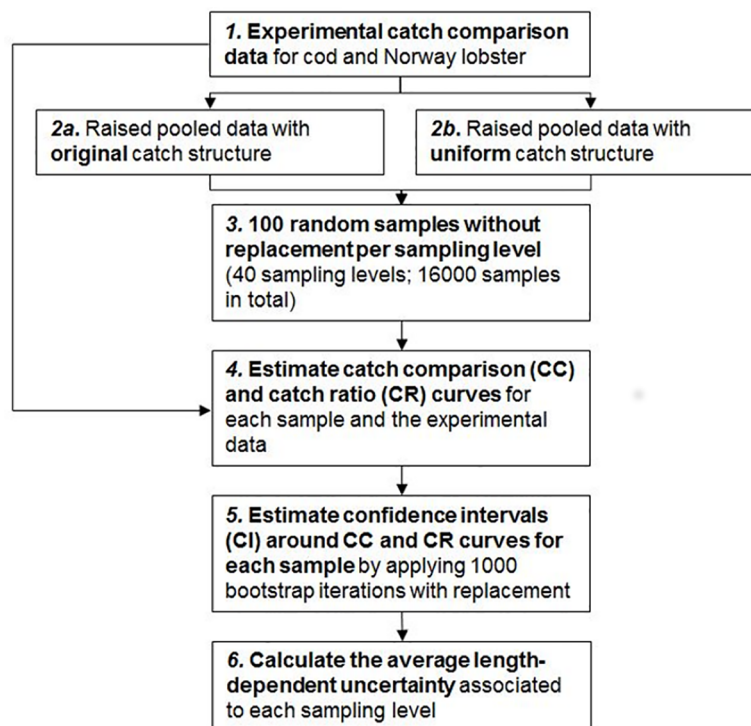 1. Experimental catch comparison
data for cod and Norway lobster
2a. Raised pooled data with
original catch structure
2b. Raised pooled data with
uniform catch structure
3. 100 random samples without
replacement per sampling level
(40 sampling levels; 16000 samples
in total)
4. Estimate catch comparison (CC)
and catch ratio (CR) curves for
each sample and the experimental
data
5. Estimate confidence intervals
(CI) around CC and CR curves for
each sample by applying 1000
bootstrap iterations with replacement
6. Calculate the average length-
dependent uncertainty associated
to each sampling level